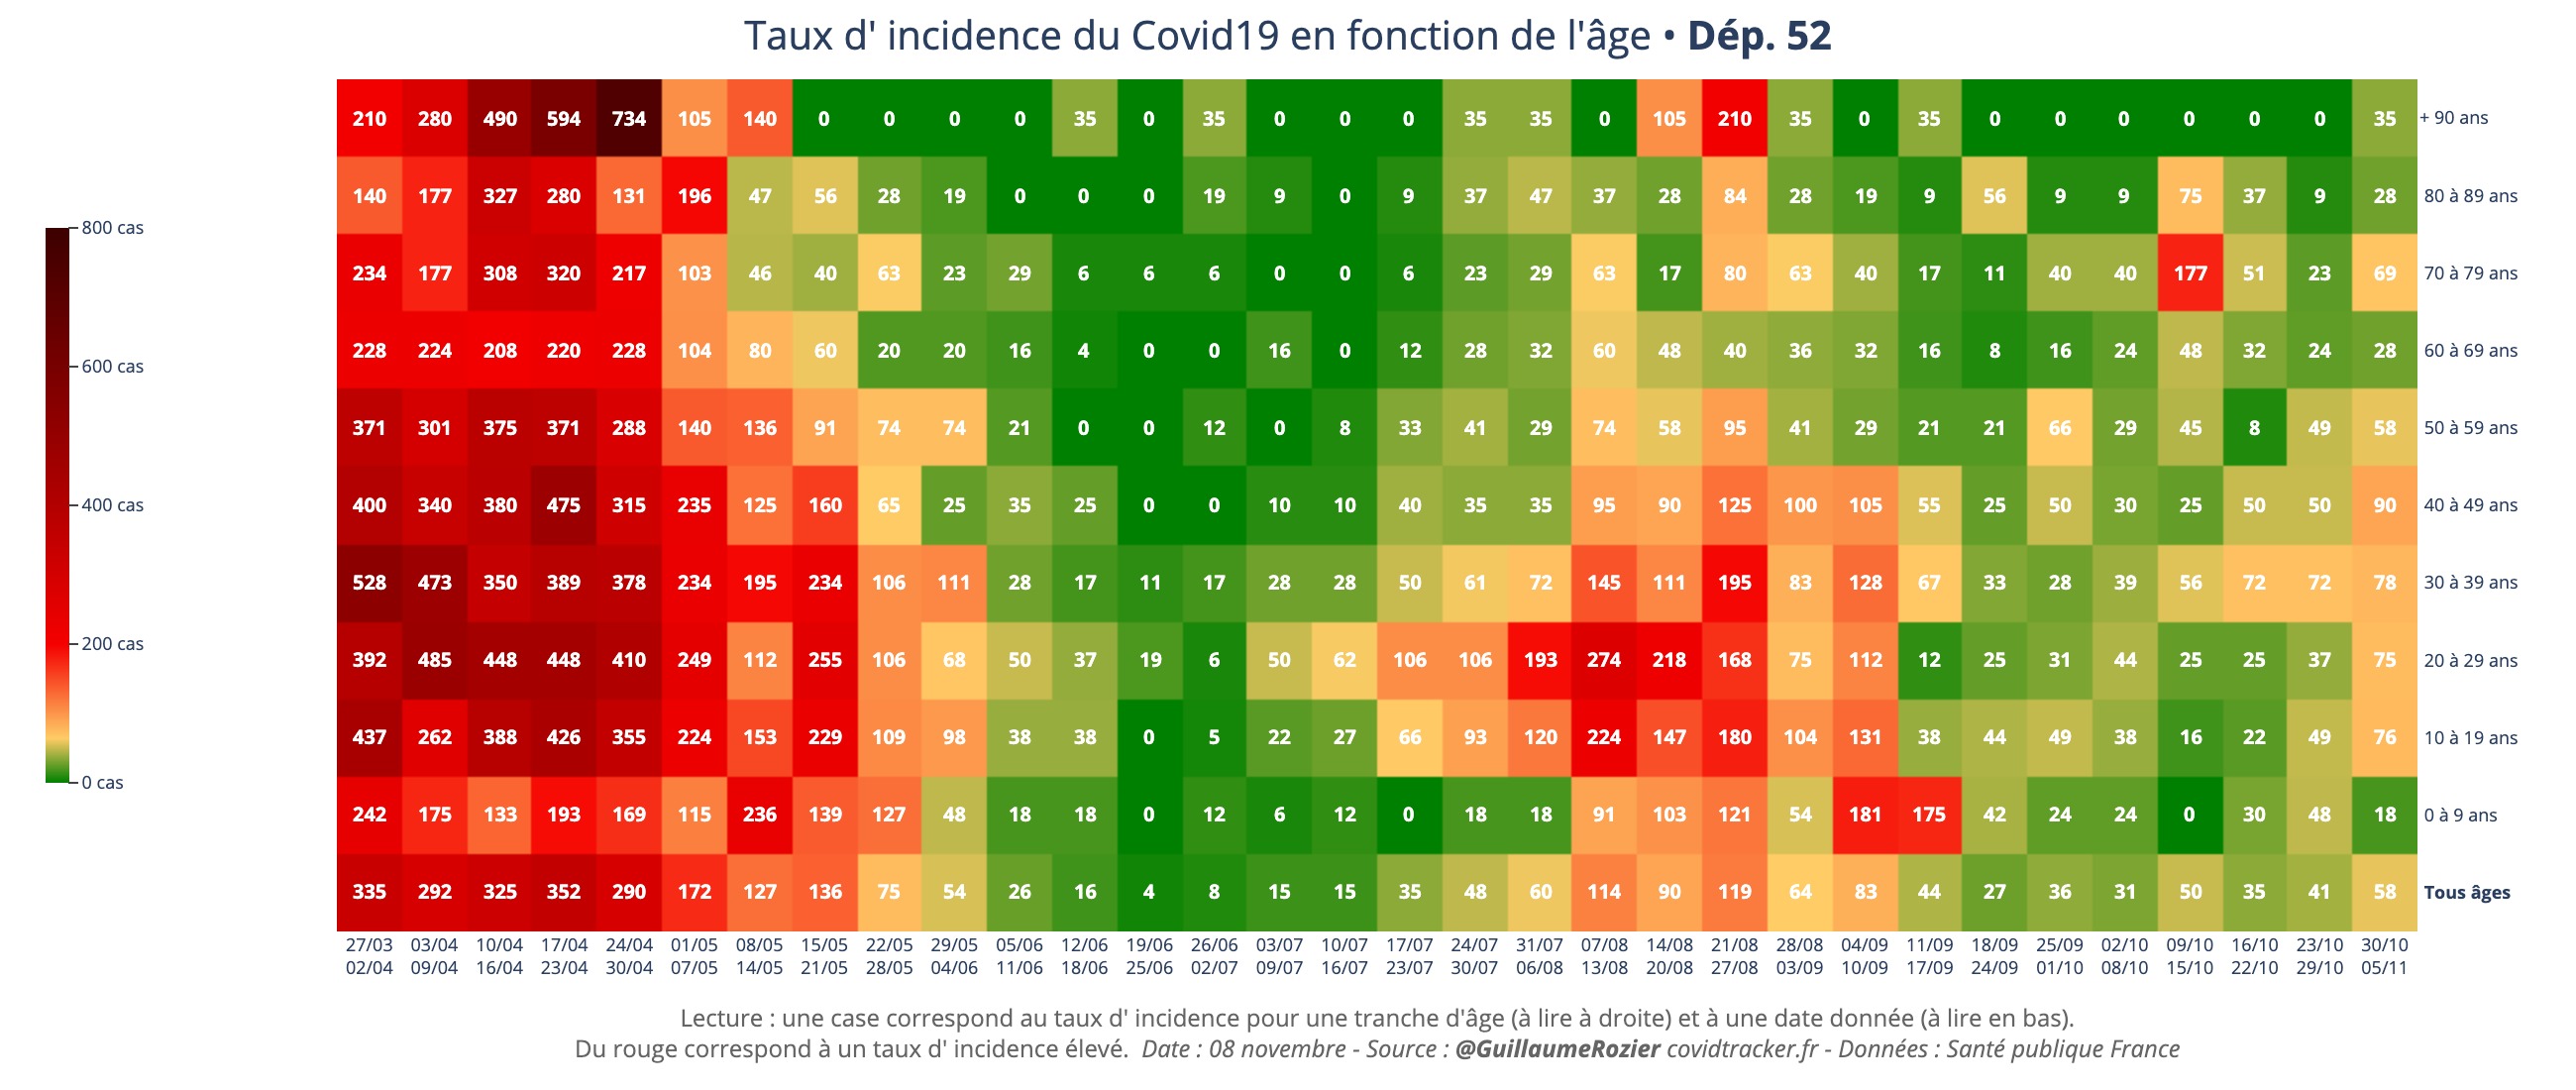 Taux d' incidence du Covid19 en fonction de l'âge • Dép. 52
800 cas
600 cas
400 cas
200 cas
0 cas
210 280 490 594 734 105 140 0 0 0 0 35 0 35 0 0 0 35 35 0 105 210 35 0 35 0 0 0 0 0 0 35 + 90 ans
140 177 327 280 131 196 47 56 28 19 0 0 0 19 9 0 9 37 47 37 28 84 28 19 9 56 9 9 75 37 9 28 80 à 89 ans
234 177 308 320 217 103 46 40 63 23 29 6 6 6 0 0 6 23 29 63 17 80 63 40 17 11 40 40 177 51 23 69 70 à 79 ans
228 224 208 220 228 104 80 60 20 20 16 4 0 0 16 0 12 28 32 60 48 40 36 32 16 8 16 24 48 32 24 28 60 à 69 ans
371 301 375 371 288 140 136 91 74 74 21 0 0 12 0 8 33 41 29 74 58 95 41 29 21 21 66 29 45 8 49 58 50 à 59 ans
400 340 380 475 315 235 125 160 65 25 35 25 0 0 10 10 40 35 35 95 90 125 100 105 55 25 50 30 25 50 50 90 40 à 49 ans
528 473 350 389 378 234 195 234 106 111 28 17 11 17 28 28 50 61 72 145 111 195 83 128 67 33 28 39 56 72 72 78 30 à 39 ans
392 485 448 448 410 249 112 255 106 68 50 37 19 6 50 62 106 106 193 274 218 168 75 112 12 25 31 44 25 25 37 75 20 à 29 ans
437 262 388 426 355 224 153 229 109 98 38 38 0 5 22 27 66 93 120 224 147 180 104 131 38 44 49 38 16 22 49 76 10 à 19 ans
242 175 133 193 169 115 236 139 127 48 18 18 0 12 6 12 0 18 18 91 103 121 54 181 175 42 24 24 0 30 48 18 0 à 9 ans
335 292 325 352 290 172 127 136 75 54 26 16 4 8 15 15 35 48 60 114 90 119 64 83 44 27 36 31 50 35 41 58 Tous âges
27/03 03/04 10/04 17/04 24/04 01/05 08/05 15/05 22/05 29/05 05/06 12/06 19/06 26/06 03/07 10/07 17/07 24/07 31/07 07/08 14/08 21/08 28/08 04/09 11/09 18/09 25/09 02/10 09/10 16/10 23/10 30/10
02/04 09/04 16/04 23/04 30/04 07/05 14/05 21/05 28/05 04/06 11/06 18/06 25/06 02/07 09/07 16/07 23/07 30/07 06/08 13/08 20/08 27/08 03/09 10/09 17/09 24/09 01/10 08/10 15/10 22/10 29/10 05/11
Lecture : une case correspond au taux d' incidence pour une tranche d'âge (à lire à droite) et à une date donnée (à lire en bas).
Du rouge correspond à un taux d' incidence élevé. Date : 08 novembre - Source : @GuillaumeRozier covidtracker.fr - Données : Santé publique France